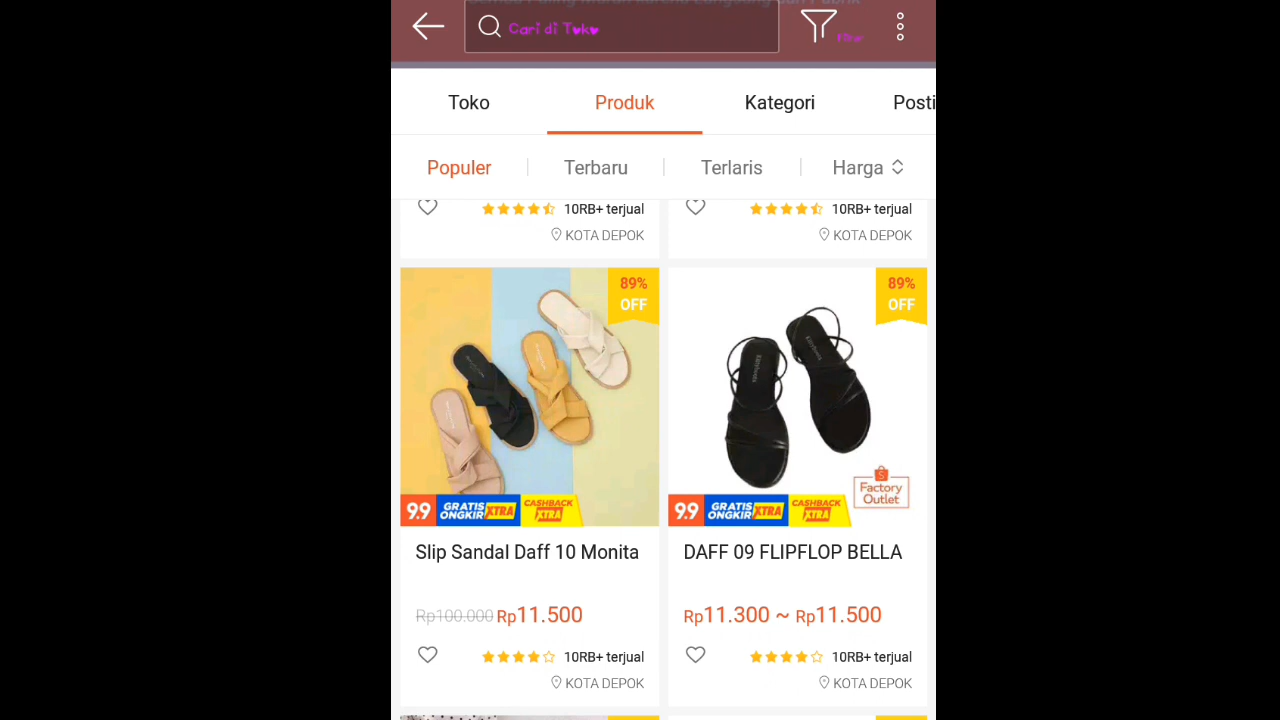 Cari di Toko
Toko
Produk
Kategori
Posti
Populer
Terbaru
Terlaris
Harga
10RB+ terjual
KOTA DEPOK
10RB+ terjual
KOTA DEPOK
89%
OFF
9.9 GRATIS ONGKIR XTRA CASHBACK XTRA
Slip Sandal Daff 10 Monita
Rp100.000 Rp11.500
10RB+ terjual
KOTA DEPOK
89%
OFF
Factory
Outlet
9.9 GRATIS ONGKIR XTRA CASHBACK XTRA
DAFF 09 FLIPFLOP BELLA
Rp11.300 ~ Rp11.500
10RB+ terjual
KOTA DEPOK